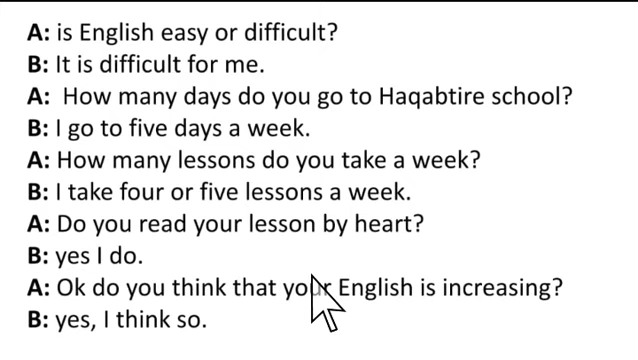 A: is English easy or difficult?
B: It is difficult for me.
A: How many days do you go to Haqabtire school?
B: I go to five days a week.
A: How many lessons do you take a week?
B: I take four or five lessons a week.
A: Do you read your lesson by heart?
B: yes I do.
A: Ok do you think that your English is increasing?
B: yes, I think so.